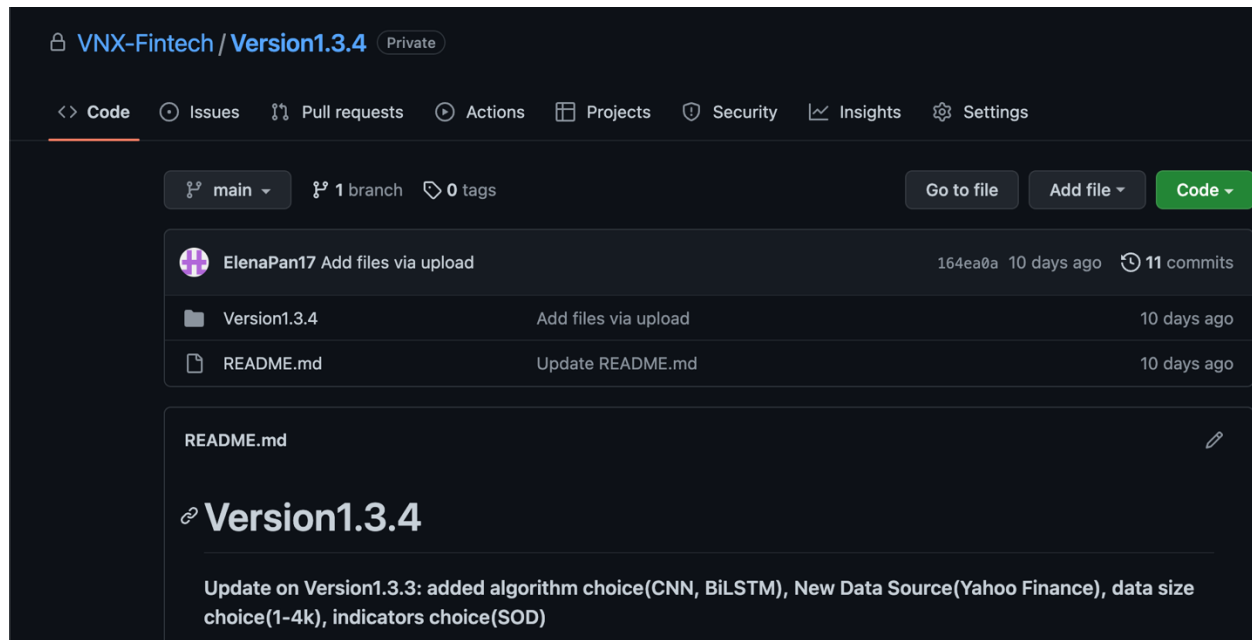 VNX-Fintech / Version1.3.4 Private
<> Code Issues Pull requests Actions Projects Security Insights Settings
main 1 branch 0 tags Go to file Add file Code
ElenaPan17 Add files via upload 164ea0a 10 days ago 11 commits
Version1.3.4 Add files via upload 10 days ago
README.md Update README.md 10 days ago
README.md
Version1.3.4
Update on Version1.3.3: added algorithm choice(CNN, BiLSTM), New Data Source(Yahoo Finance), data size
choice(1-4k), indicators choice(SOD)